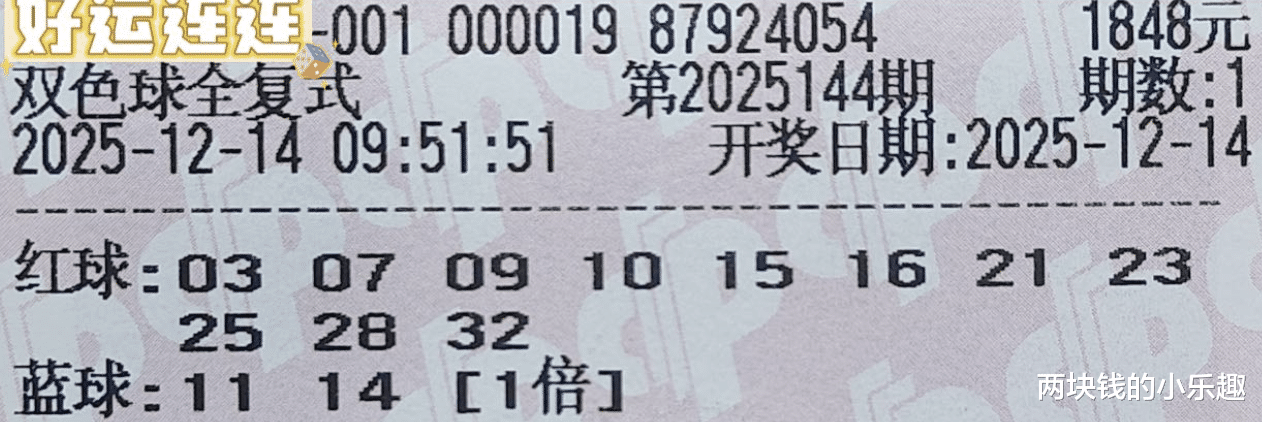 好运连连
-001 000019 87924054 1848元
双色球全复式 第2025144期 期数:1
2025-12-14 09:51:51 开奖日期:2025-12-14
红球:03 07 09 10 15 16 21 23
25 28 32
蓝球:11 14 [1倍]
两块钱的小乐趣